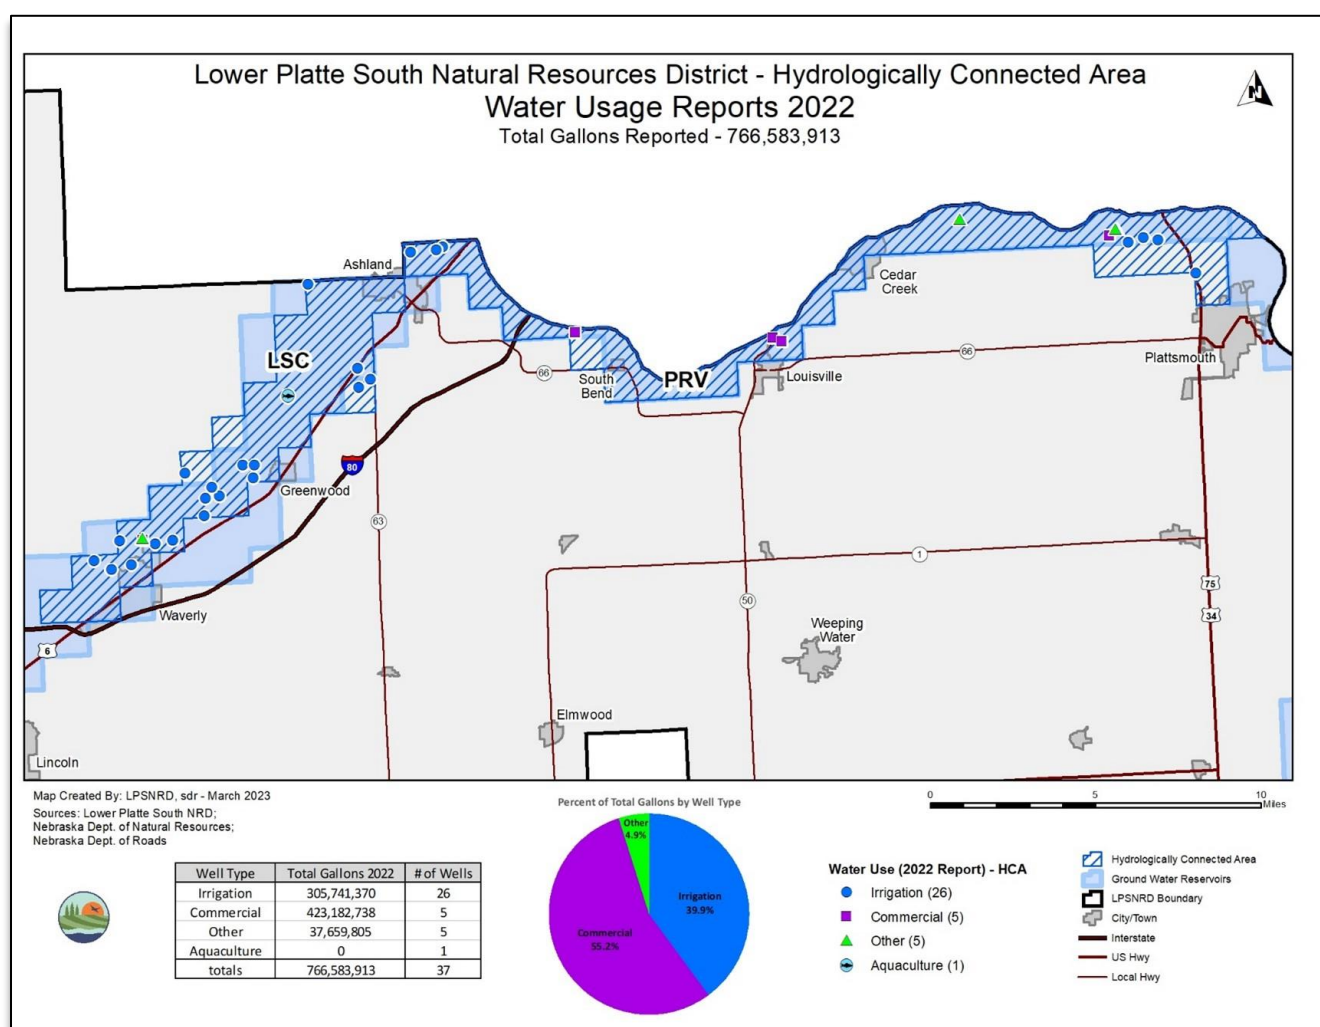 Lower Platte South Natural Resources District - Hydrologically Connected Area
Water Usage Reports 2022
Total Gallons Reported - 766,583,913
N
Ashland
Cedar
Creek
LSC
PRV
Plattsmouth
66
66
South
Bend
Louisville
80
Greenwood
63
1
75
50
34
Waverly
Weeping
Water
6
Elmwood
Lincoln
Map Created By: LPSNRD, sdr - March 2023
Sources: Lower Platte South NRD;
Nebraska Dept. of Natural Resources;
Nebraska Dept. of Roads
Percent of Total Gallons by Well Type
Other
4.9%
Irrigation
39.9%
Commercial
55.2%
0 5 10
Miles
Well Type Total Gallons 2022 # of Wells
Irrigation 305,741,370 26
Commercial 423,182,738 5
Other 37,659,805 5
Aquaculture 0 1
totals 766,583,913 37
Water Use (2022 Report) - HCA
Irrigation (26)
Commercial (5)
Other (5)
Aquaculture (1)
Hydrologically Connected Area
Ground Water Reservoirs
LPSNRD Boundary
City/Town
Interstate
US Hwy
Local Hwy